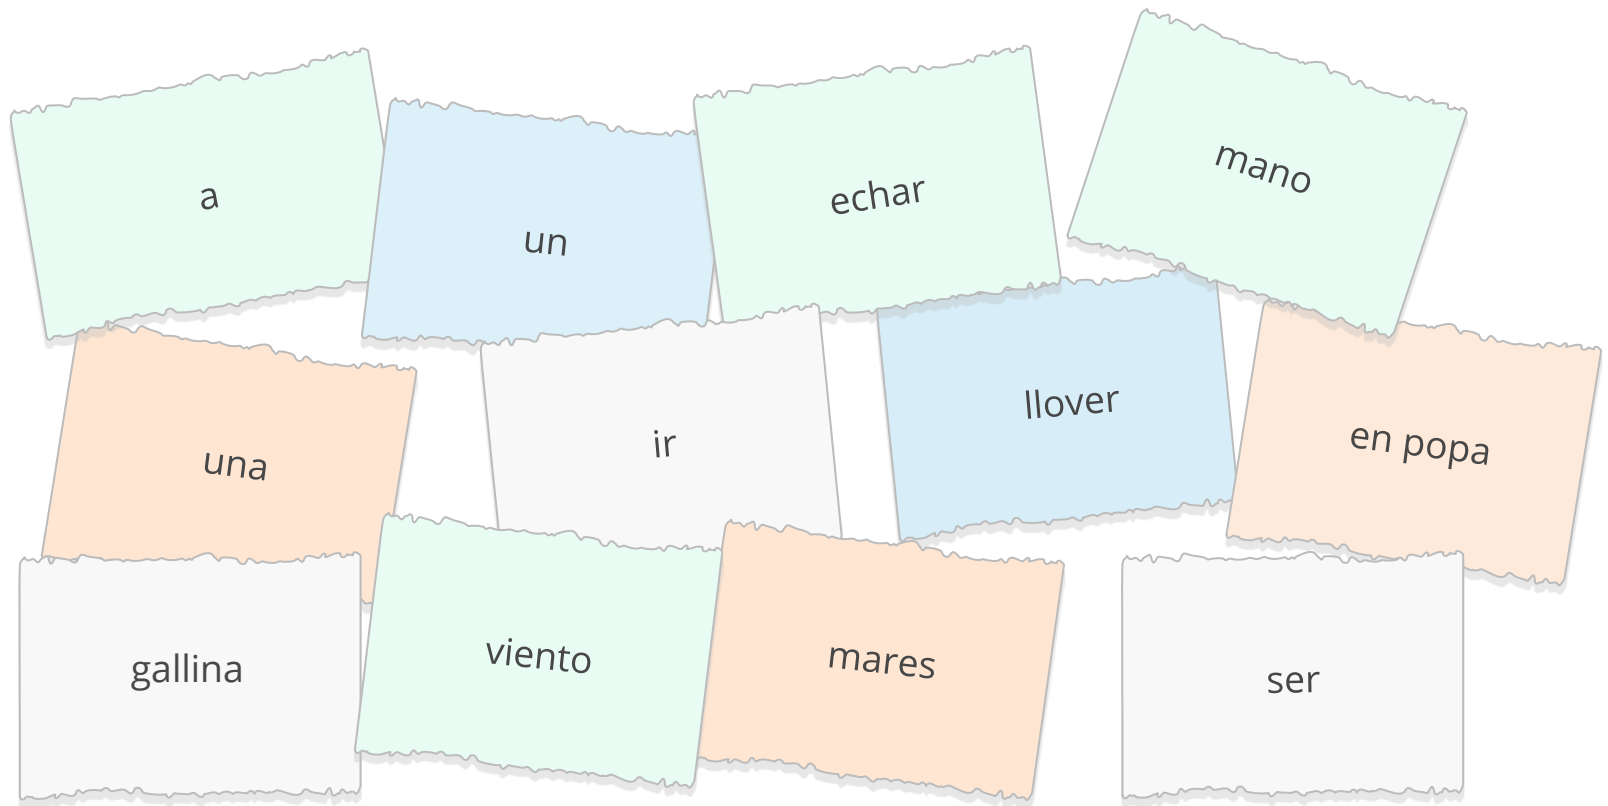 a
un
echar
mano
una
ir
llover
en popa
gallina
viento
mares
ser